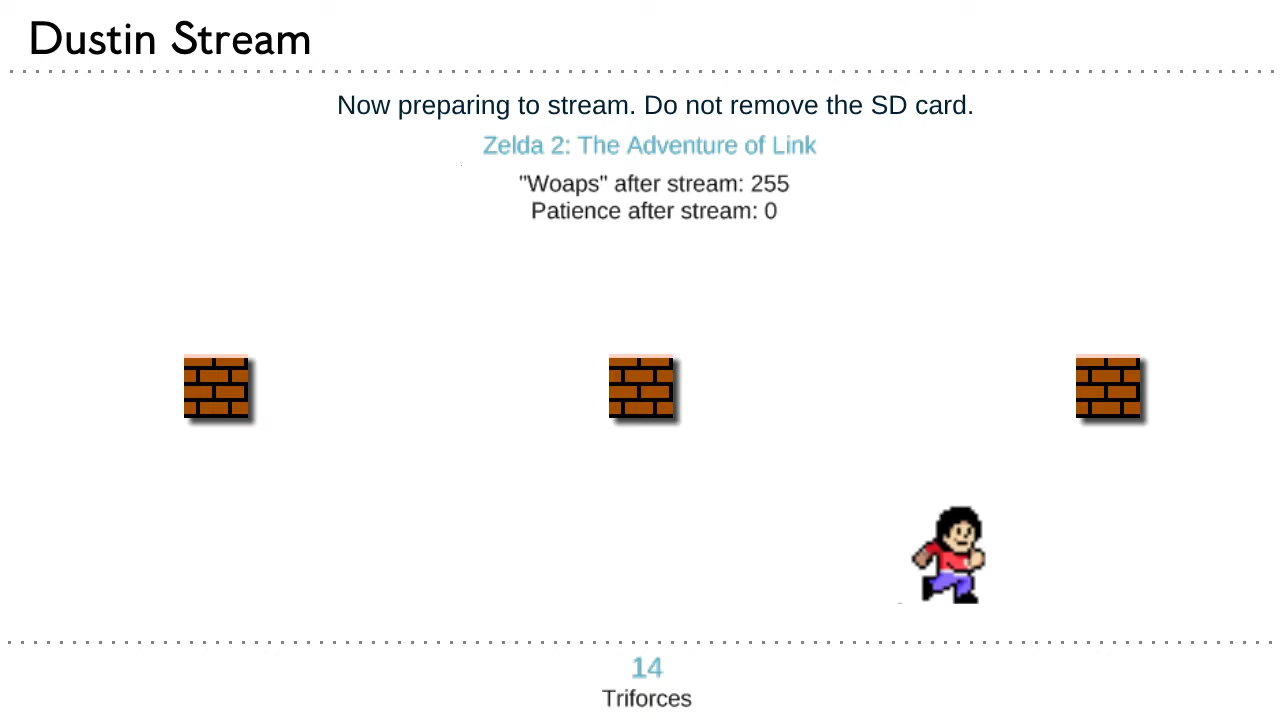 Dustin Stream
Now preparing to stream. Do not remove the SD card.
Zelda 2: The Adventure of Link
"Woaps" after stream: 255
Patience after stream: 0
14
Triforces